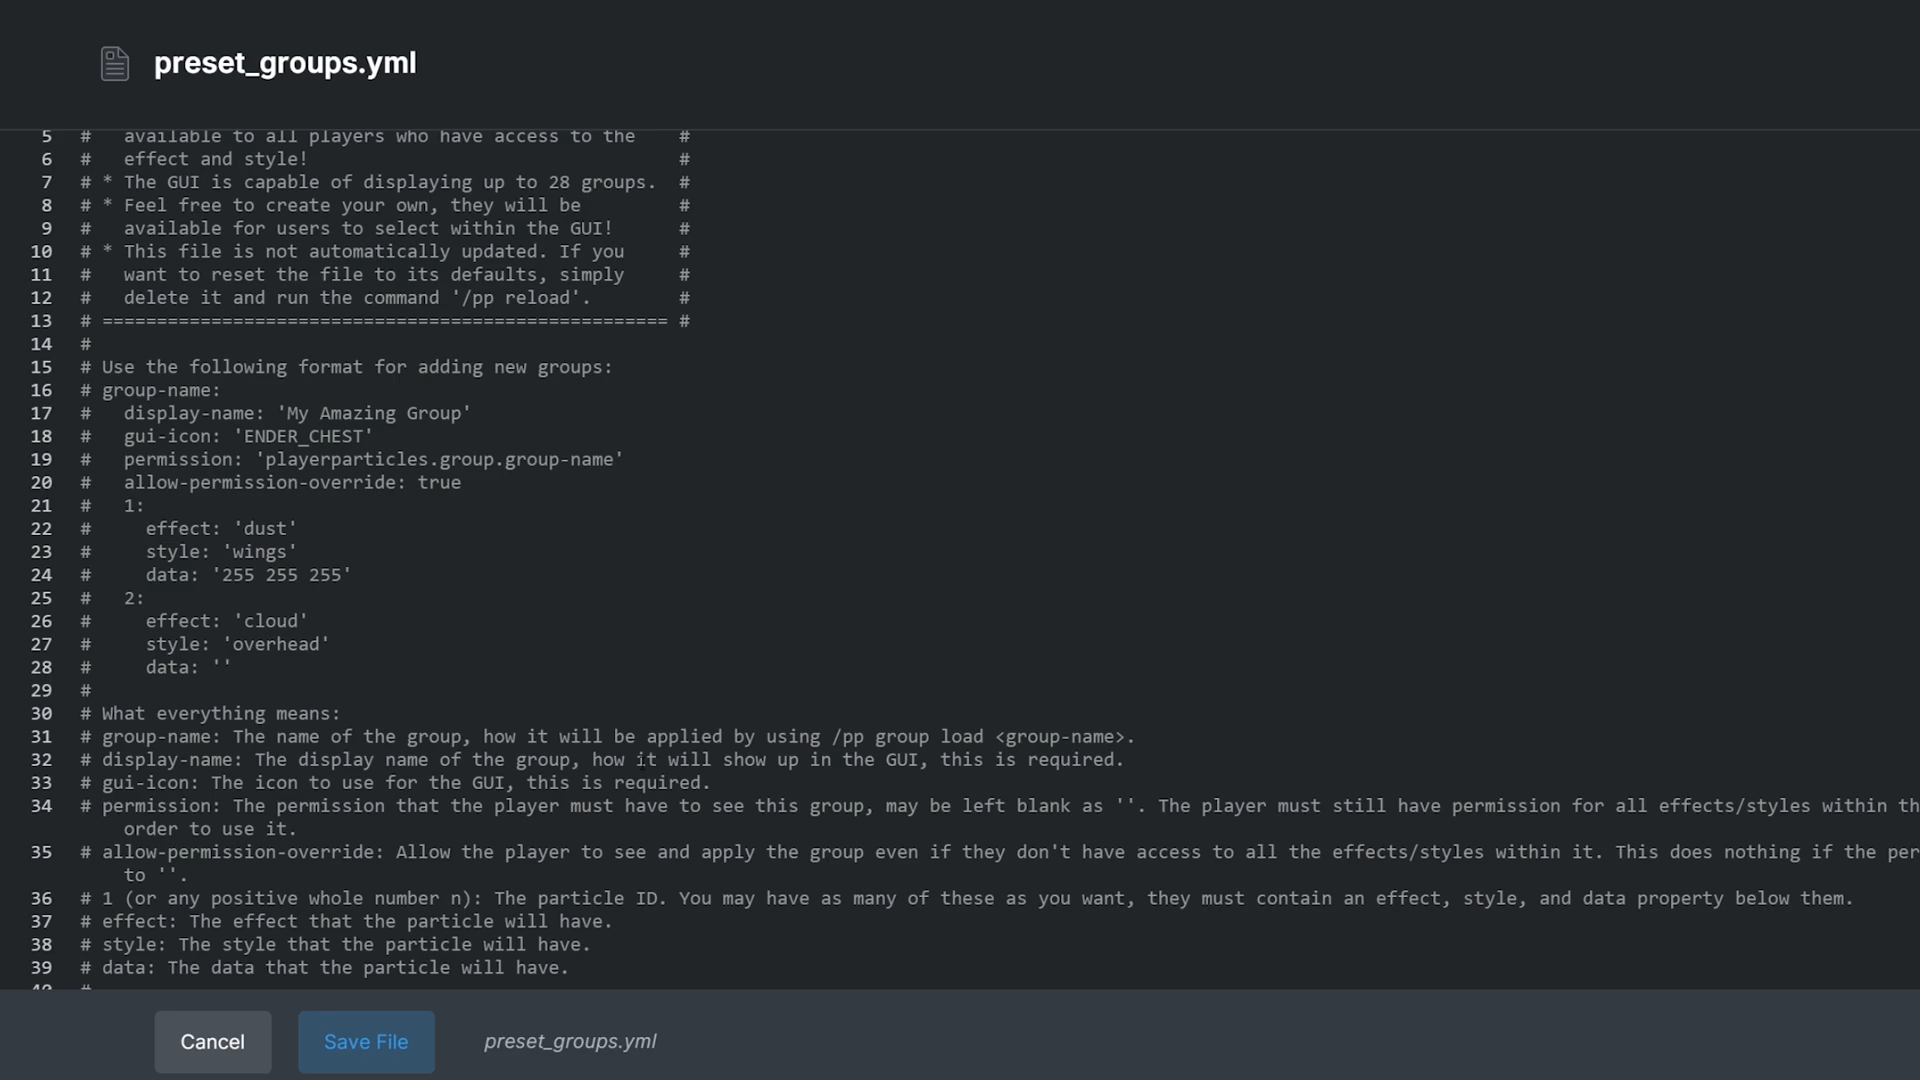 preset_groups.yml
5 #   available to all players who have access to the    #
6 #   effect and style!                                  #
7 # * The GUI is capable of displaying up to 28 groups.  #
8 # * Feel free to create your own, they will be         #
9 #   available for users to select within the GUI!      #
10 # * This file is not automatically updated. If you     #
11 #   want to reset the file to its defaults, simply     #
12 #   delete it and run the command '/pp reload'.        #
13 # ==================================================== #
14 #
15 # Use the following format for adding new groups:
16 # group-name:
17 #   display-name: 'My Amazing Group'
18 #   gui-icon: 'ENDER_CHEST'
19 #   permission: 'playerparticles.group.group-name'
20 #   allow-permission-override: true
21 #   1:
22 #     effect: 'dust'
23 #     style: 'wings'
24 #     data: '255 255 255'
25 #   2:
26 #     effect: 'cloud'
27 #     style: 'overhead'
28 #     data: ''
29 #
30 # What everything means:
31 # group-name: The name of the group, how it will be applied by using /pp group load <group-name>.
32 # display-name: The display name of the group, how it will show up in the GUI, this is required.
33 # gui-icon: The icon to use for the GUI, this is required.
34 # permission: The permission that the player must have to see this group, may be left blank as ''. The player must still have permission for all effects/styles within th
order to use it.
35 # allow-permission-override: Allow the player to see and apply the group even if they don't have access to all the effects/styles within it. This does nothing if the per
to ''.
36 # 1 (or any positive whole number n): The particle ID. You may have as many of these as you want, they must contain an effect, style, and data property below them.
37 # effect: The effect that the particle will have.
38 # style: The style that the particle will have.
39 # data: The data that the particle will have.
40 #
Cancel Save File preset_groups.yml